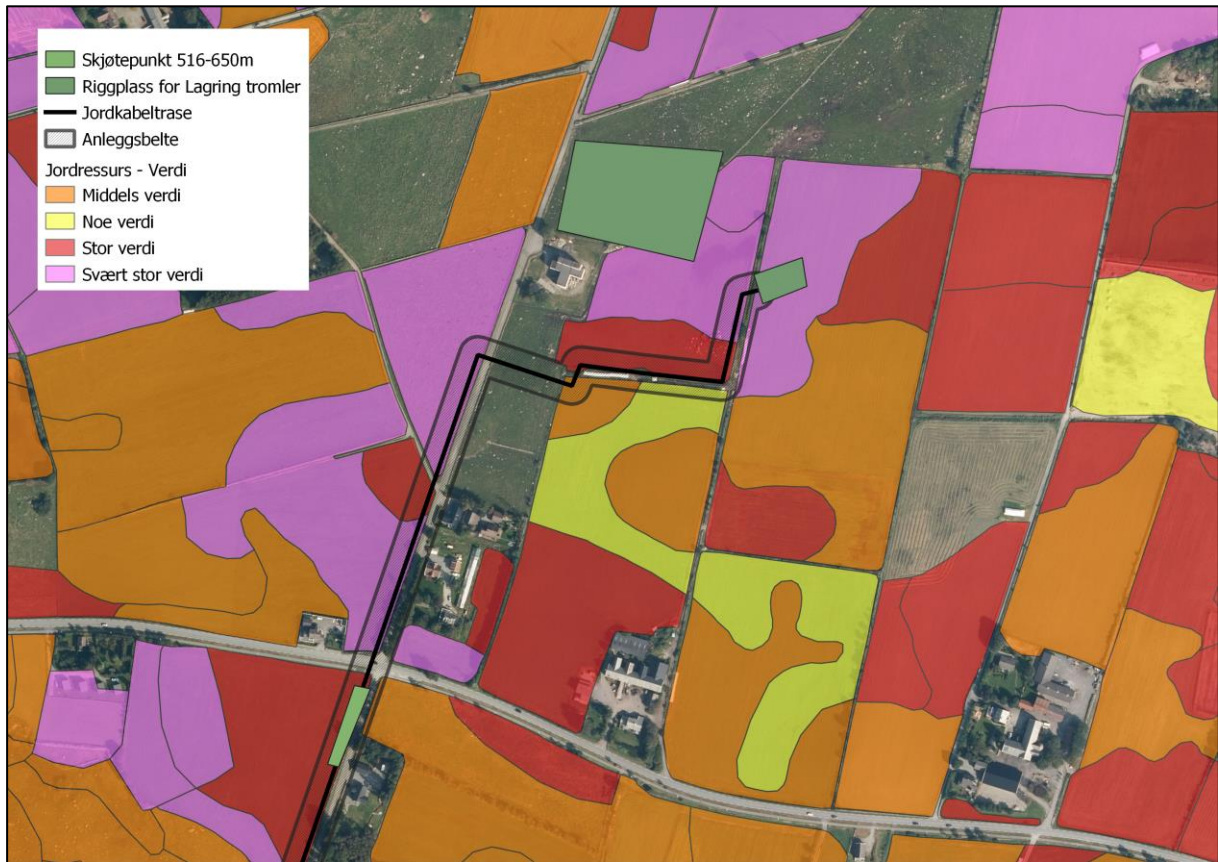 Skjøtepunkt 516-650m
Riggplass for Lagring tromler
Jordkabeltrase
Anleggsbelte
Jordressurs - Verdi
Middels verdi
Noe verdi
Stor verdi
Svært stor verdi